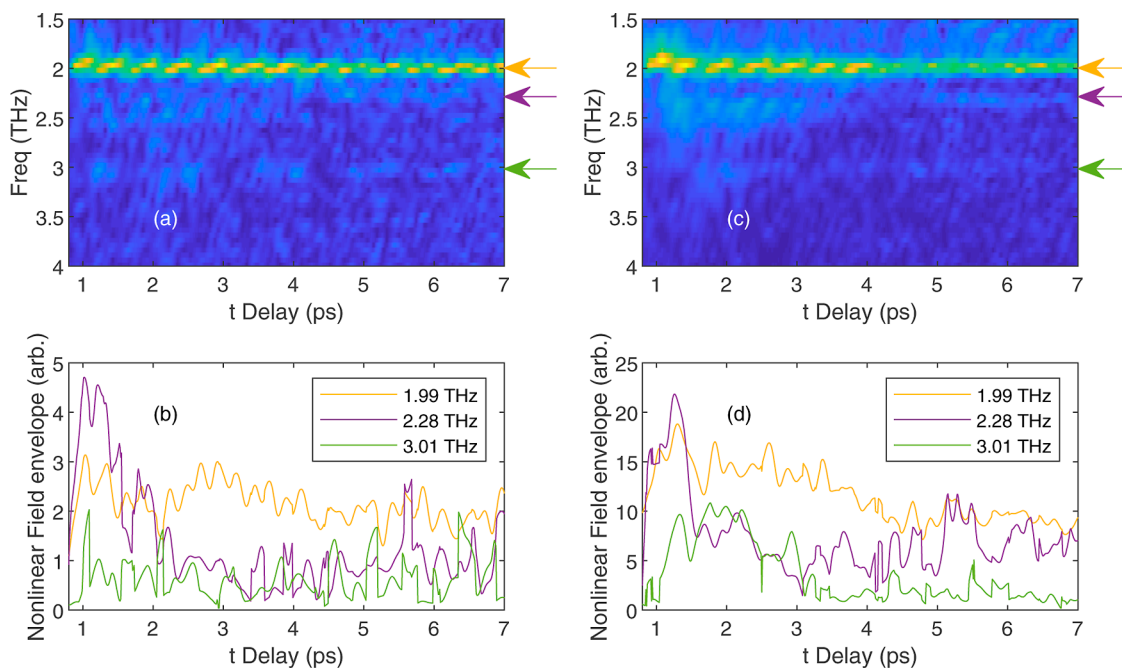 1.5
2
2.5
3
3.5
4
Freq (THz)
(a)
1 2 3 4 5 6 7
t Delay (ps)
1.5
2
2.5
3
3.5
4
Freq (THz)
(c)
1 2 3 4 5 6 7
t Delay (ps)
5
4
3
2
1
0
Nonlinear Field envelope (arb.)
(b)
1.99 THz
2.28 THz
3.01 THz
1 2 3 4 5 6 7
t Delay (ps)
25
20
15
10
5
0
Nonlinear Field envelope (arb.)
(d)
1.99 THz
2.28 THz
3.01 THz
1 2 3 4 5 6 7
t Delay (ps)